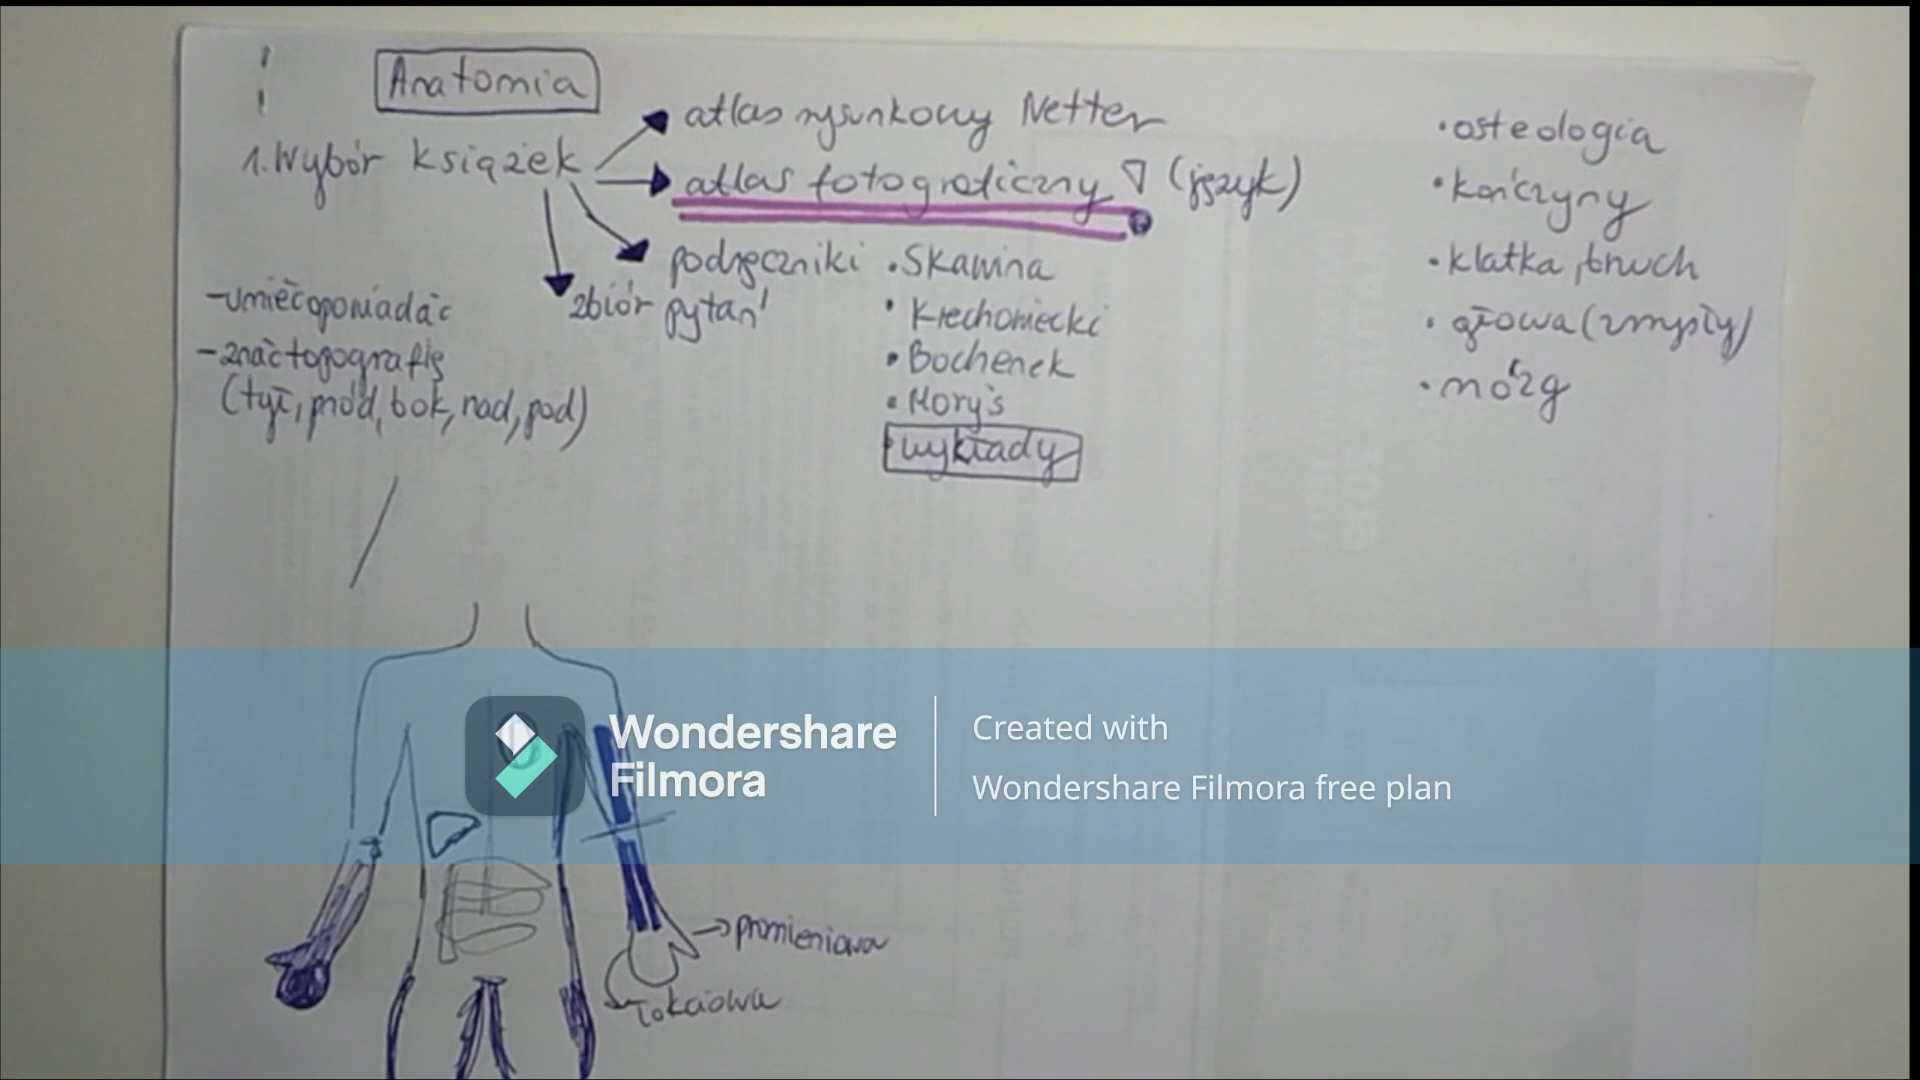 Anatomia
1. Wybór książek
atlas rysunkowy Netter
atlas fotograficzny ∇ (język)
podręczniki
• Skawina
zbiór pytań
• Krechowiecki
• Bochenek
• Moryś
• wykłady
- umieć opowiadać
- znać topografię
(tył, przód, bok, nad, pod)
• osteologia
• kończyny
• klatka, brzuch
• głowa (zmysły)
• mózg
Wondershare
Filmora
Created with
Wondershare Filmora free plan
→ promieniowa
łokciowa